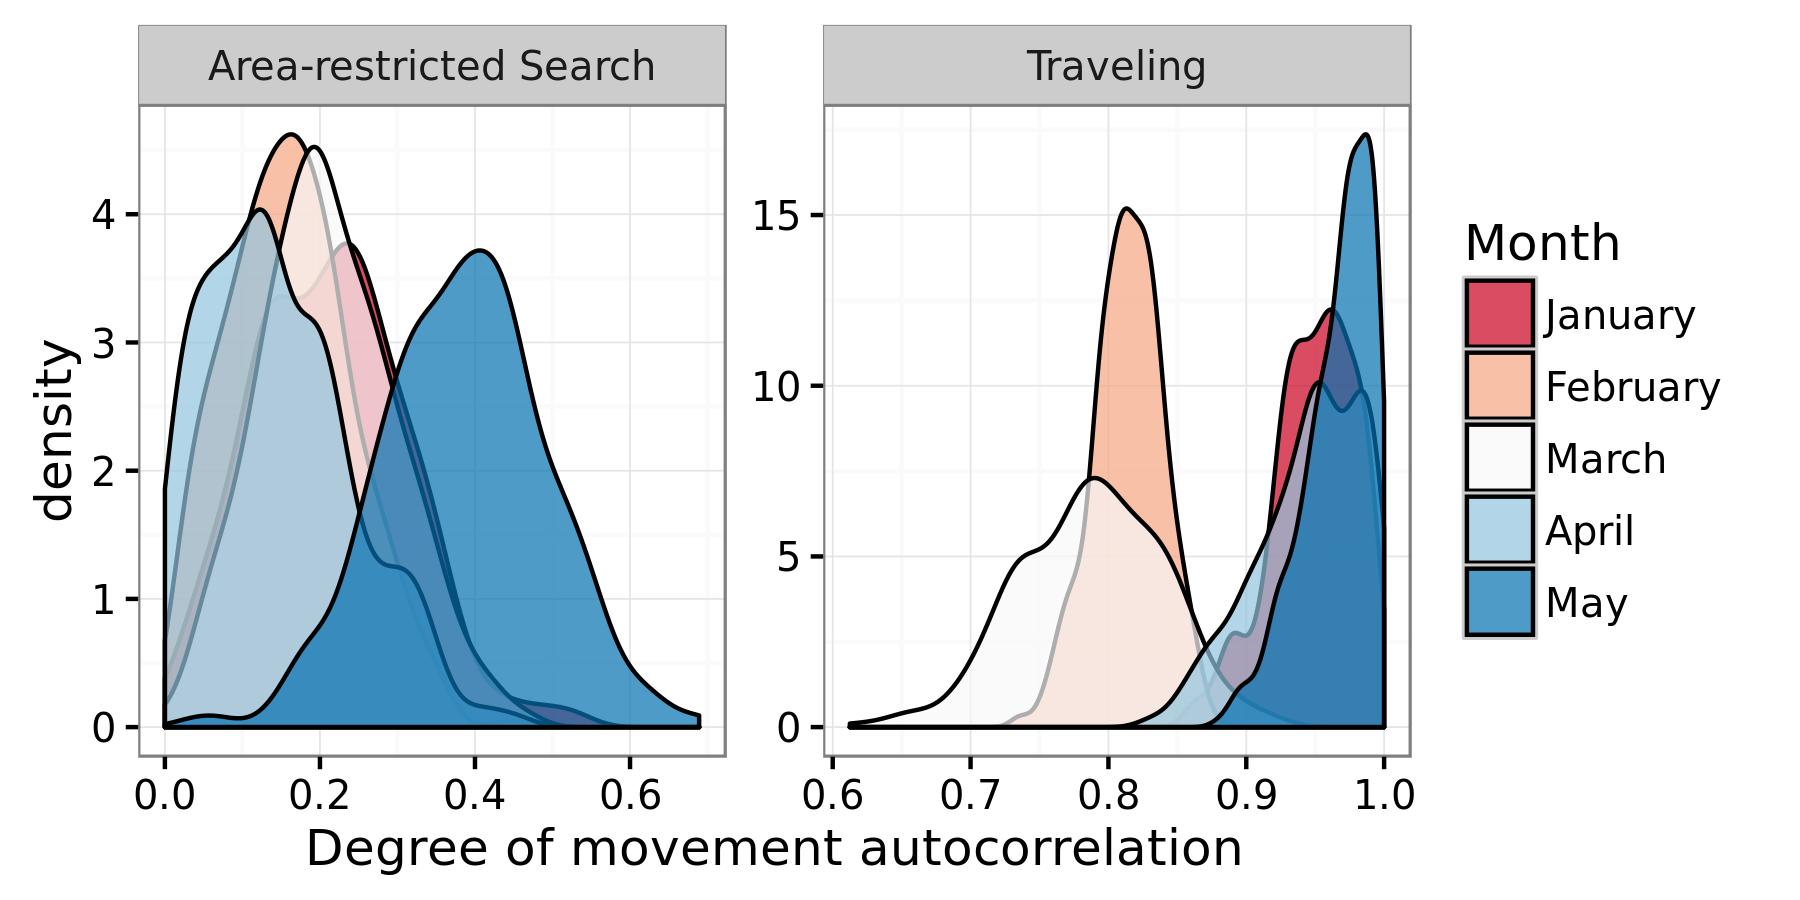 Area-restricted Search
Traveling
density
4
3
2
1
0
15
10
5
0
0.0 0.2 0.4 0.6
0.6 0.7 0.8 0.9 1.0
Degree of movement autocorrelation
Month
January
February
March
April
May